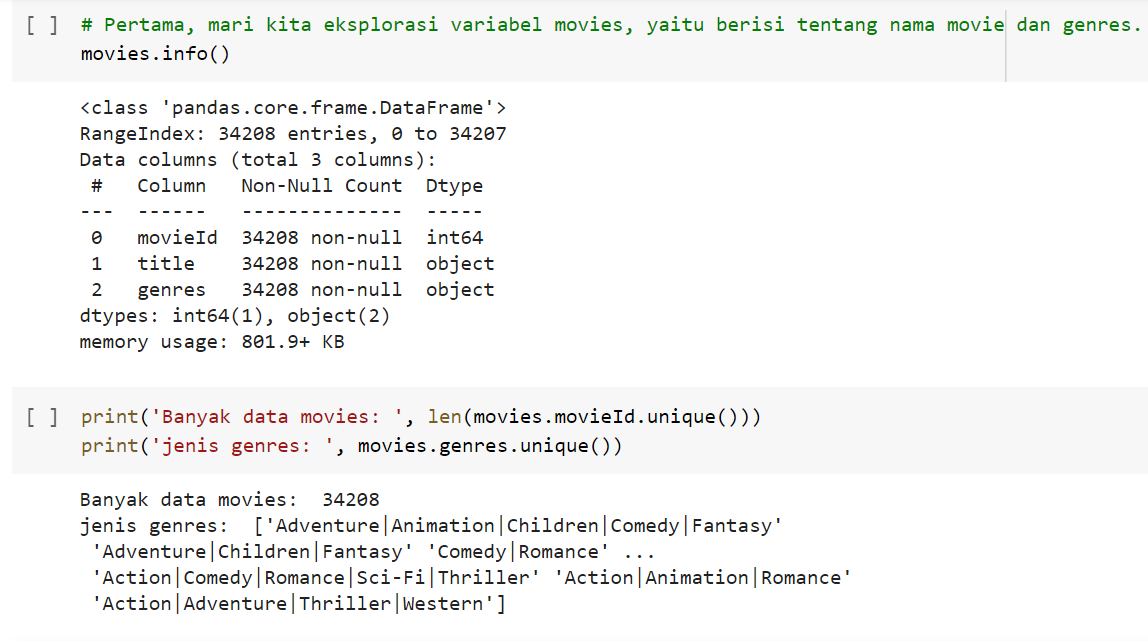 [ ] # Pertama, mari kita eksplorasi variabel movies, yaitu berisi tentang nama movie dan genres.
movies.info()
<class 'pandas.core.frame.DataFrame'>
RangeIndex: 34208 entries, 0 to 34207
Data columns (total 3 columns):
 #   Column   Non-Null Count  Dtype
---  ------   --------------  -----
 0   movieId  34208 non-null  int64
 1   title    34208 non-null  object
 2   genres   34208 non-null  object
dtypes: int64(1), object(2)
memory usage: 801.9+ KB
[ ] print('Banyak data movies: ', len(movies.movieId.unique()))
print('jenis genres: ', movies.genres.unique())
Banyak data movies:  34208
jenis genres:  ['Adventure|Animation|Children|Comedy|Fantasy'
 'Adventure|Children|Fantasy' 'Comedy|Romance' ...
 'Action|Comedy|Romance|Sci-Fi|Thriller' 'Action|Animation|Romance'
 'Action|Adventure|Thriller|Western']